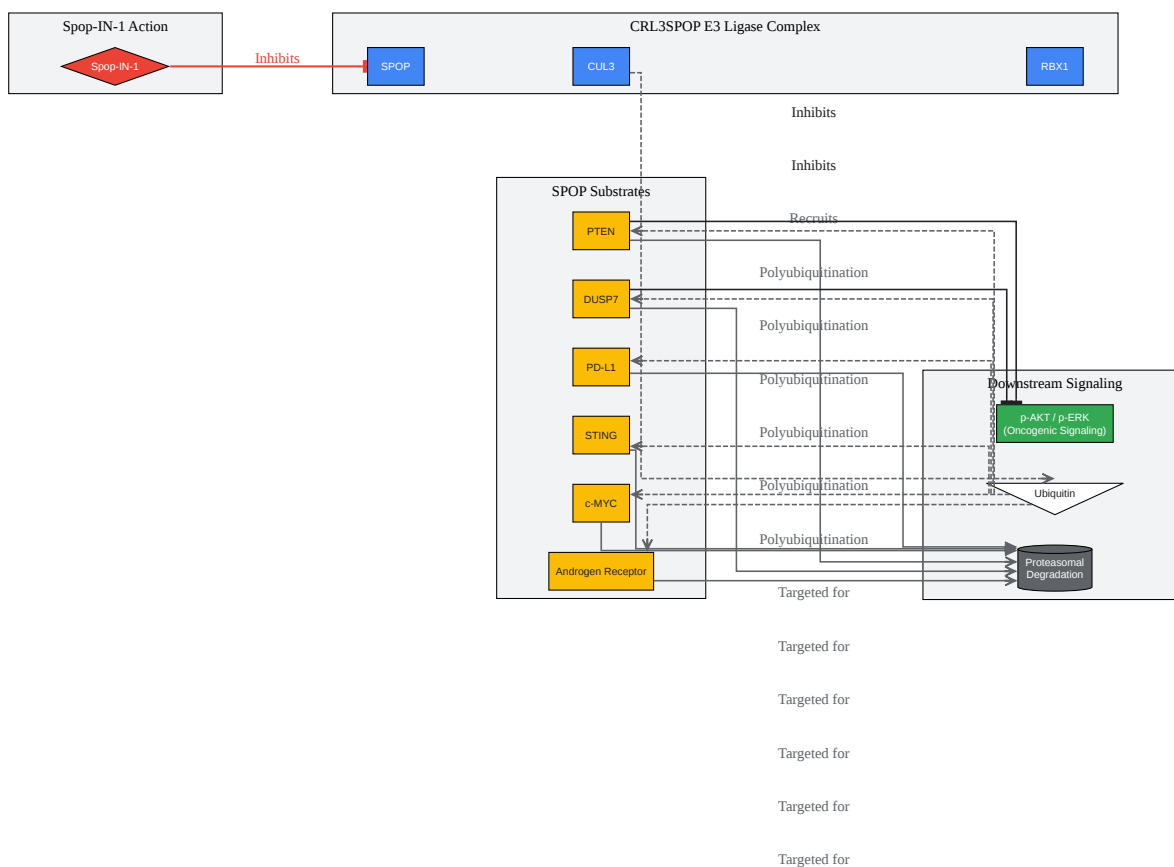 Spop-IN-1 Action
CRL3SPOP E3 Ligase Complex
Spop-IN-1
Inhibits
SPOP
CUL3
RBX1
Inhibits
Inhibits
SPOP Substrates
Recruits
PTEN
Polyubiquitination
DUSP7
Polyubiquitination
PD-L1
Polyubiquitination
Downstream Signaling
p-AKT / p-ERK
(Oncogenic Signaling)
STING
Polyubiquitination
Polyubiquitination
Ubiquitin
c-MYC
Polyubiquitination
Androgen Receptor
Proteasomal
Degradation
Targeted for
Targeted for
Targeted for
Targeted for
Targeted for
Targeted for